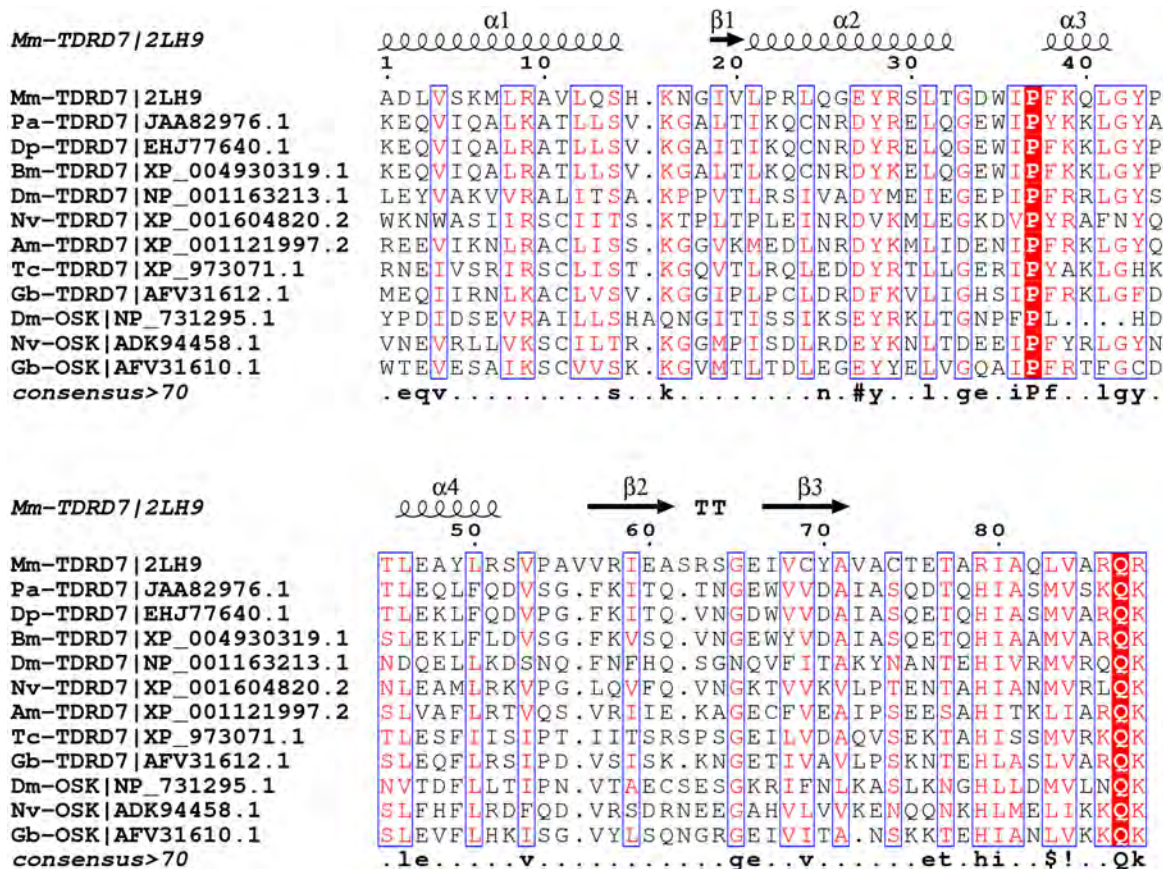 α1 β1 α2 α3
Mm-TDRD7|2LH9
1 10 20 30 40
Mm-TDRD7|2LH9 ADLVSKMLRAVLQSH.KNGIVLPRLQGEYRSLTGDWIPFKQLGYP
Pa-TDRD7|JAA82976.1 KEQVIQALKATLLSV.KGALTIKQCNRDYRELQGEWIPYKKLGYA
Dp-TDRD7|EHJ77640.1 KEQVIQALRATLLSV.KGAITIKQCNRDYRELQGEWIPFKKLGYP
Bm-TDRD7|XP_004930319.1 KEQVIQALRATLLSV.KGALTLKQCNRDYKELQGEWIPFKKLGYP
Dm-TDRD7|NP_001163213.1 LEYVAKVVRALITSA.KPPVTLRSIVADYMEIEGEPIPFRRLGYS
Nv-TDRD7|XP_001604820.2 WKNWASIIRSCIITS.KTPLTPLEINRDVKMLEGKDVPYRAFNYQ
Am-TDRD7|XP_001121997.2 REEVIKNLRACLISS.KGGVKMEDLNRDYKMLIDENIPFRKLGYQ
Tc-TDRD7|XP_973071.1 RNEIVSRIRSCLIST.KGQVTLRQLEDDYRTLLGERIPYAKLGHK
Gb-TDRD7|AFV31612.1 MEQIIRNLKACLVSV.KGGIPLPCLDRDFKVLIGHSIPFRKLGFD
Dm-OSK|NP_731295.1 YPDIDSEVRAILLSHAQNGITISSIKSEYRKLTGNPFPL....HD
Nv-OSK|ADK94458.1 VNEVRLLVKSCILTR.KGGMPISDLRDEYKNLTDEEIPFYRLGYN
Gb-OSK|AFV31610.1 WTEVESAIKSCVVSK.KGVMTLTDLEGEYYELVGQAIPFRTFGCD
consensus>70 .eqv..........s..k........n.#y..l.ge.iPf..lgy.
α4 β2 β3
Mm-TDRD7|2LH9 TT
50 60 70 80
Mm-TDRD7|2LH9 TLEAYLRSVPAVVRIEASRSGEIVCYAVACTETARIAQLVARQR
Pa-TDRD7|JAA82976.1 TLEQLFQDVSG.FKITQ.TNGEWVVDAIASQDTQHIASMVSKQK
Dp-TDRD7|EHJ77640.1 TLEKLFQDVPS.FKITQ.VNGDWVVDAIASQDTQHIASMVARQK
Bm-TDRD7|XP_004930319.1 SLEKLFLDVSG.FKVSQ.VNGEWYVDAIASQETQHIAAMVARQK
Dm-TDRD7|NP_001163213.1 NDQELLKDSNQ.FNFHQ.SGNQVFITAKYNANTEHIVRMVRQQK
Nv-TDRD7|XP_001604820.2 NLEAMLRKVPG.LQVFQ.VNGKTVVKVLPTENTAHIANMVRLQK
Am-TDRD7|XP_001121997.2 SLVAFLRTVQS.VRIIE.KAGECFVEAIPSEESAHITKLIARQK
Tc-TDRD7|XP_973071.1 TLESFIISIPT.IITSRSPSGEILVDAQVSEKTAHISSMVRKQK
Gb-TDRD7|AFV31612.1 SLEQFLRSIPD.VSISK.KNGETIVAVLPSKNTEHLASLVARQK
Dm-OSK|NP_731295.1 NVTDFLLTIPN.VTAECSESGKRIFNLKASLKNGHLLDMVLNQK
Nv-OSK|ADK94458.1 SLFHFLRDFQD.VRSDRNEEGAHVLVVKENQQNKHLMELIKKQK
Gb-OSK|AFV31610.1 SLEVFLHKISG.VYLSQNGRGEIVITA.NSKKTEHIANLVKKQK
consensus>70 .le.....v...........ge..v.....et.hi..$!..Qk